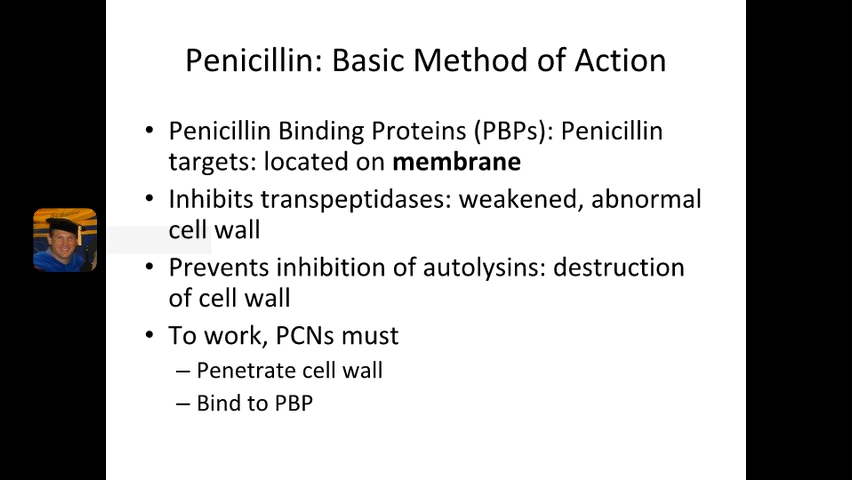 Penicillin: Basic Method of Action
• Penicillin Binding Proteins (PBPs): Penicillin
targets: located on membrane
• Inhibits transpeptidases: weakened, abnormal
cell wall
• Prevents inhibition of autolysins: destruction
of cell wall
• To work, PCNs must
– Penetrate cell wall
– Bind to PBP